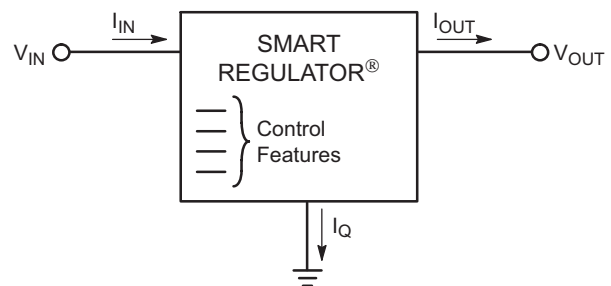 I_IN
I_OUT
V_IN
SMART
REGULATOR®
V_OUT
Control
Features
I_Q